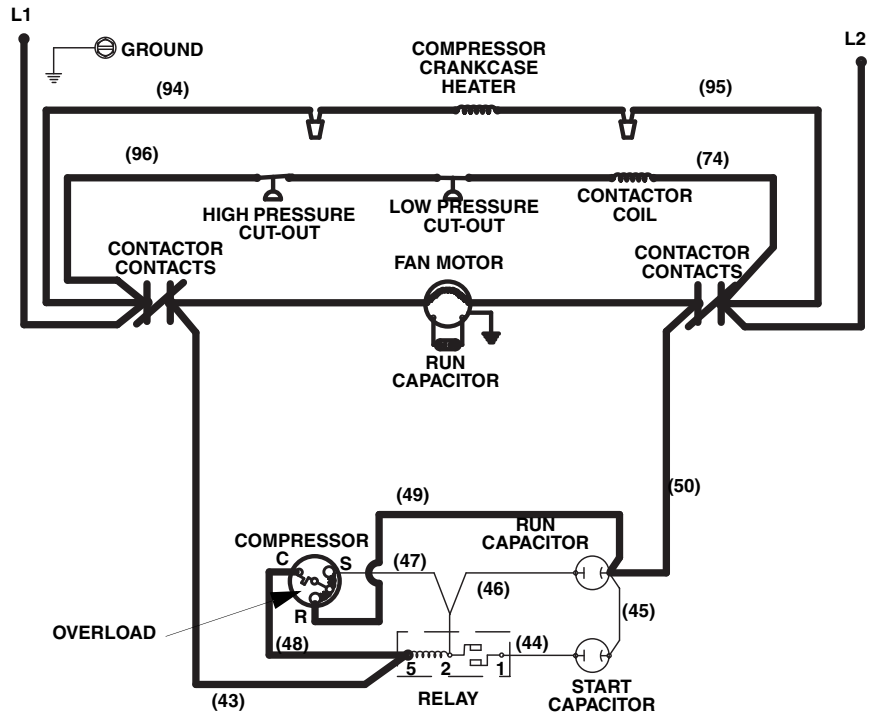 L1
GROUND
COMPRESSOR
CRANKCASE
HEATER
L2
(94)
(95)
(96)
(74)
HIGH PRESSURE
CUT-OUT
LOW PRESSURE
CUT-OUT
CONTACTOR
COIL
CONTACTOR
CONTACTS
FAN MOTOR
CONTACTOR
CONTACTS
RUN
CAPACITOR
(49)
(50)
RUN
CAPACITOR
COMPRESSOR
C
S
(47)
(46)
R
(45)
OVERLOAD
(48)
(44)
5
2
1
(43)
RELAY
START
CAPACITOR